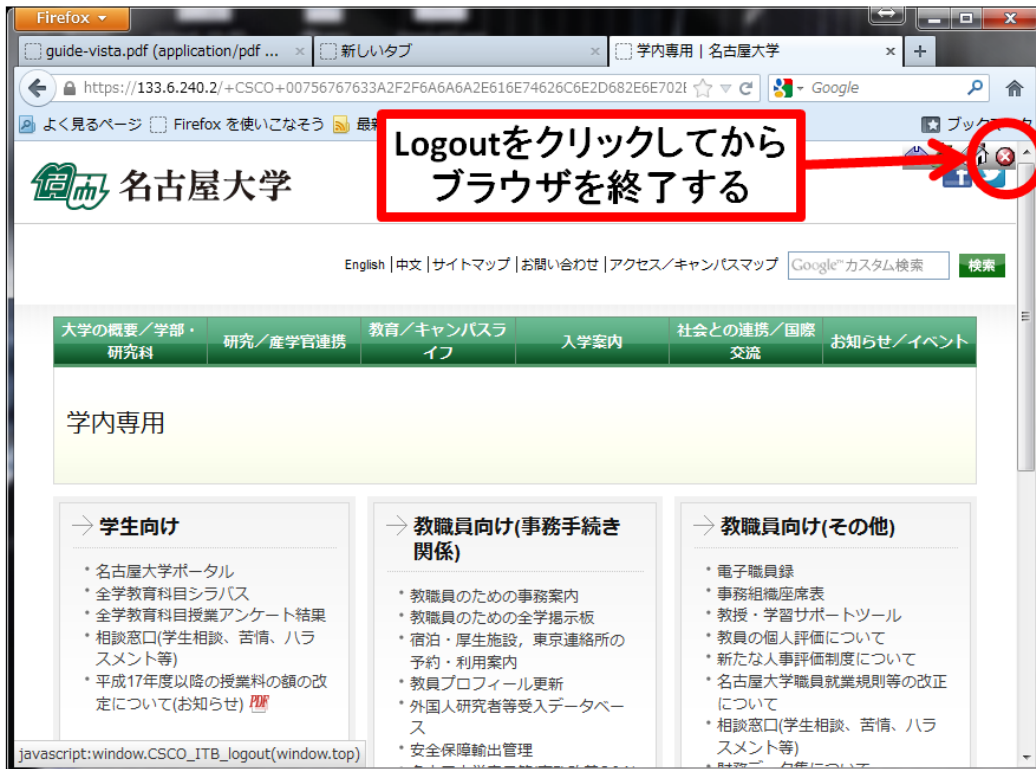 Firefox
guide-vista.pdf (application/pdf ...
新しいタブ
学内専用 | 名古屋大学
https://133.6.240.2/+CSCO+00756767633A2F2F6A6A6A2E616E74626C6E2D682E6E702E
Google
よく見るページ
Firefox を使いこなそう
最新
ブックマーク
Logoutをクリックしてから
ブラウザを終了する
名古屋大学
English | 中文 | サイトマップ | お問い合わせ | アクセス／キャンパスマップ
Google™ カスタム検索
検索
大学の概要／学部・
研究科
研究／産学官連携
教育／キャンパスラ
イフ
入学案内
社会との連携／国際
交流
お知らせ／イベント
学内専用
学生向け
名古屋大学ポータル
全学教育科目シラバス
全学教育科目授業アンケート結果
相談窓口(学生相談、苦情、ハラ
スメント等)
平成17年度以降の授業料の額の改
定について(お知らせ) PDF
教職員向け(事務手続き
関係)
教職員のための事務案内
教職員のための全学掲示板
宿泊・厚生施設，東京連絡所の
予約・利用案内
教員プロフィール更新
外国人研究者等受入データベー
ス
安全保障輸出管理
教職員向け(その他)
電子職員録
事務組織座席表
教授・学習サポートツール
教員の個人評価について
新たな人事評価制度について
名古屋大学職員就業規則等の改正
について
相談窓口(学生相談、苦情、ハラ
スメント等)
財務データ集について
javascript:window.CSCO_ITB_logout(window.top)